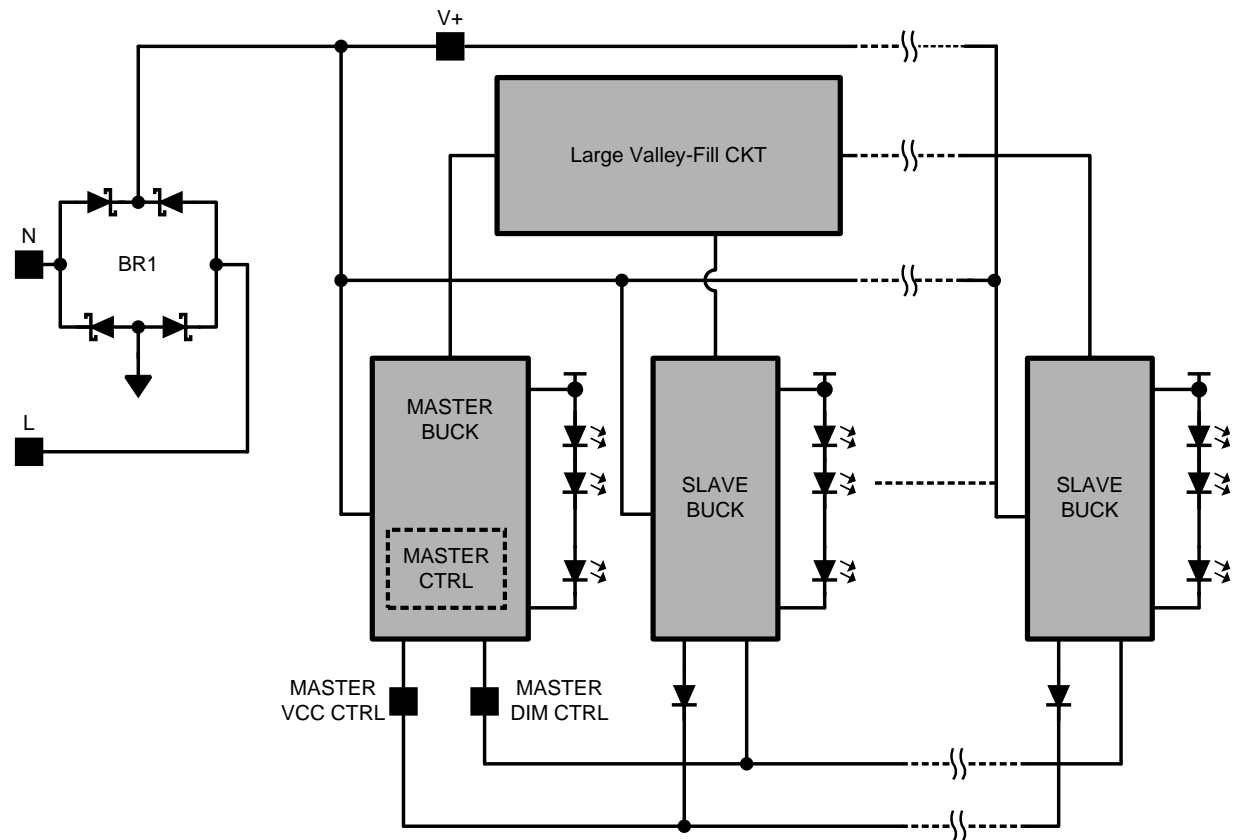 V+
Large Valley-Fill CKT
N
BR1
L
MASTER
BUCK
MASTER
CTRL
SLAVE
BUCK
SLAVE
BUCK
MASTER
VCC CTRL
MASTER
DIM CTRL